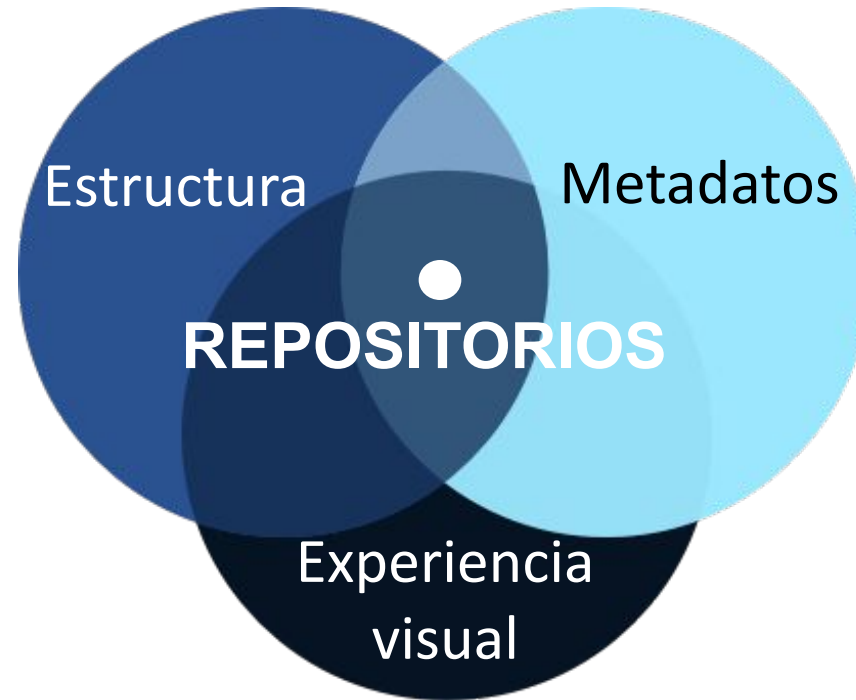 Estructura
Metadatos
REPOSITORIOS
Experiencia
visual